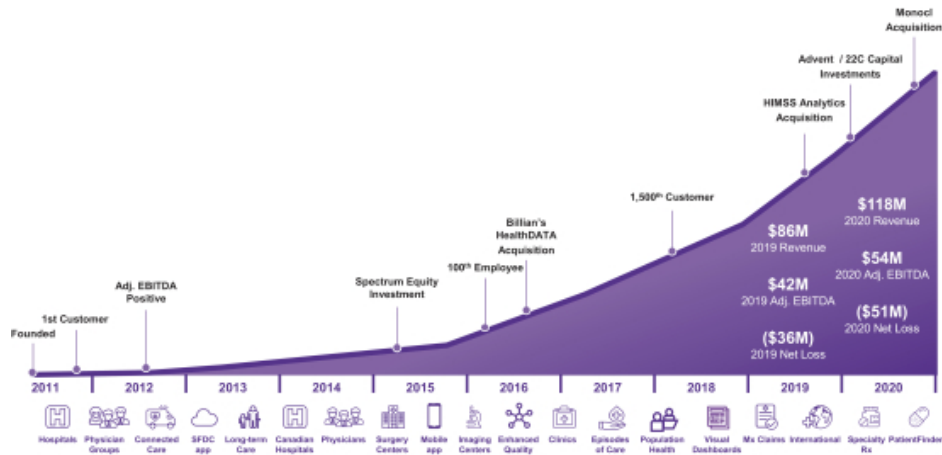 Monocl
Acquisition
Advent / 22C Capital
Investments
HIMSS Analytics
Acquisition
1,500th Customer
Billian's
HealthDATA
Acquisition
100th Employee
Spectrum Equity
Investment
Adj. EBITDA
Positive
1st Customer
Founded
$118M
2020 Revenue
$86M
2019 Revenue
$54M
2020 Adj. EBITDA
$42M
2019 Adj. EBITDA
($51M)
2020 Net Loss
($36M)
2019 Net Loss
2011 2012 2013 2014 2015 2016 2017 2018 2019 2020
Hospitals
Physician
Groups
Connected
Care
SFDC
app
Long-term
Care
Canadian
Hospitals
Physicians
Surgery
Centers
Mobile
app
Imaging
Centers
Enhanced
Quality
Clinics
Episodes
of Care
Population
Health
Visual
Dashboards
Mx Claims
International
Specialty
Rx
PatientFinder